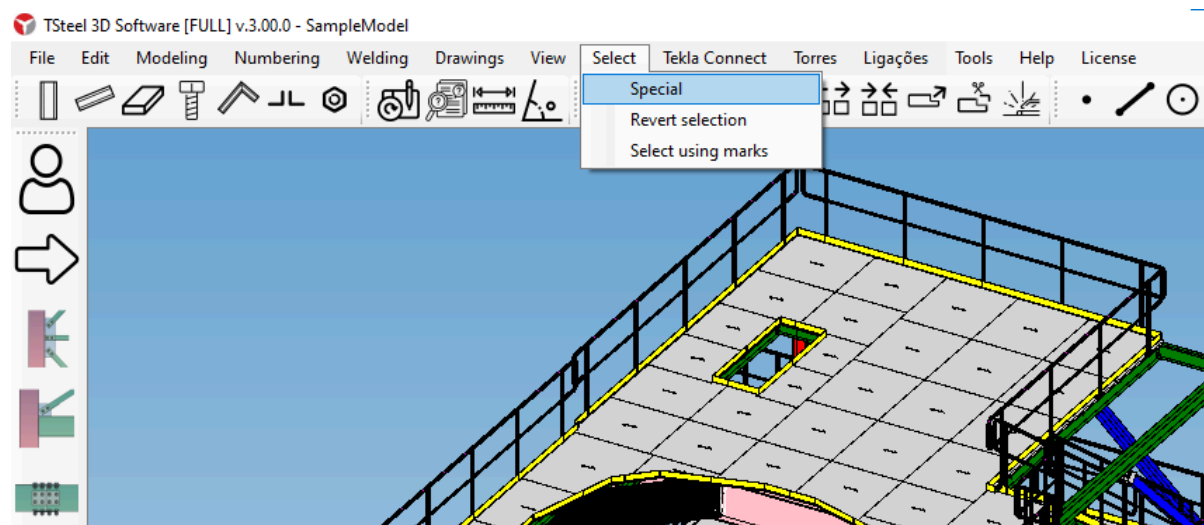 TSteel 3D Software [FULL] v.3.00.0 - SampleModel
File Edit Modeling Numbering Welding Drawings View Select Tekla Connect Torres Ligações Tools Help License
Special
Revert selection
Select using marks